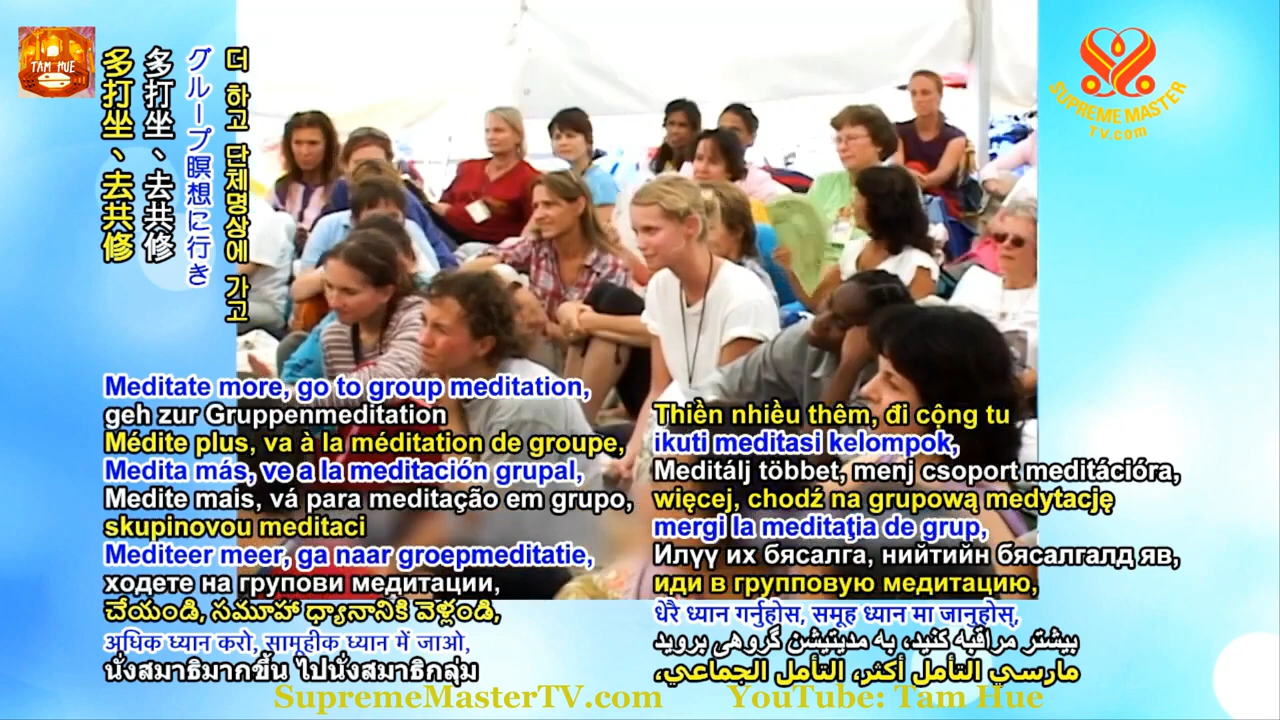 TAM HUE
多打坐、去共修
多打坐、去共修
グループ瞑想に行き
더 하고 단체명상에 가고
SUPREME MASTER
TV.com
Meditate more, go to group meditation,
geh zur Gruppenmeditation
Médite plus, va à la méditation de groupe,
Medita más, ve a la meditación grupal,
Medite mais, vá para meditação em grupo,
skupinovou meditaci
Mediteer meer, ga naar groepmeditatie,
ходете на групови медитации,
చేయండి, సమూహా ధ్యానానికి వెళ్లండి,
अधिक ध्यान करो, सामूहीक ध्यान में जाओ,
นั่งสมาธิมากขึ้น ไปนั่งสมาธิกลุ่ม
Thiền nhiều thêm, đi cộng tu
ikuti meditasi kelompok,
Meditálj többet, menj csoport meditációra,
więcej, chodź na grupową medytację
mergi la meditaţia de grup,
Илүү их бясалга, нийтийн бясалгалд яв,
иди в групповую медитацию,
धेरै ध्यान गर्नुहोस, समूह ध्यान मा जानुहोस्,
بیشتر مراقبه کنید، به مدیتیشن گروهی بروید
مارسي التأمل أكثر، التأمل الجماعي،
SupremeMasterTV.com
YouTube: Tam Hue